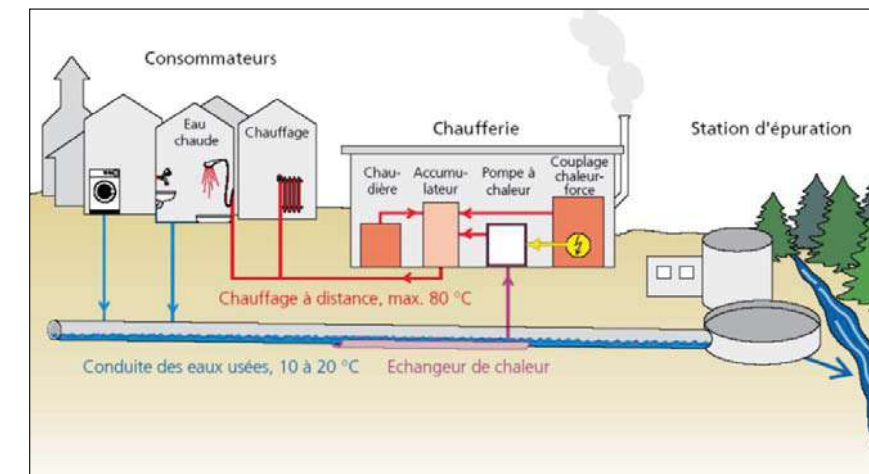 Consommateurs
Eau
chaude
Chauffage
Chaufferie
Chau-
dière
Accumu-
lateur
Pompe à
chaleur
Couplage
chaleur-
force
Station d'épuration
Chauffage à distance, max. 80 °C
Conduite des eaux usées, 10 à 20 °C
Echangeur de chaleur